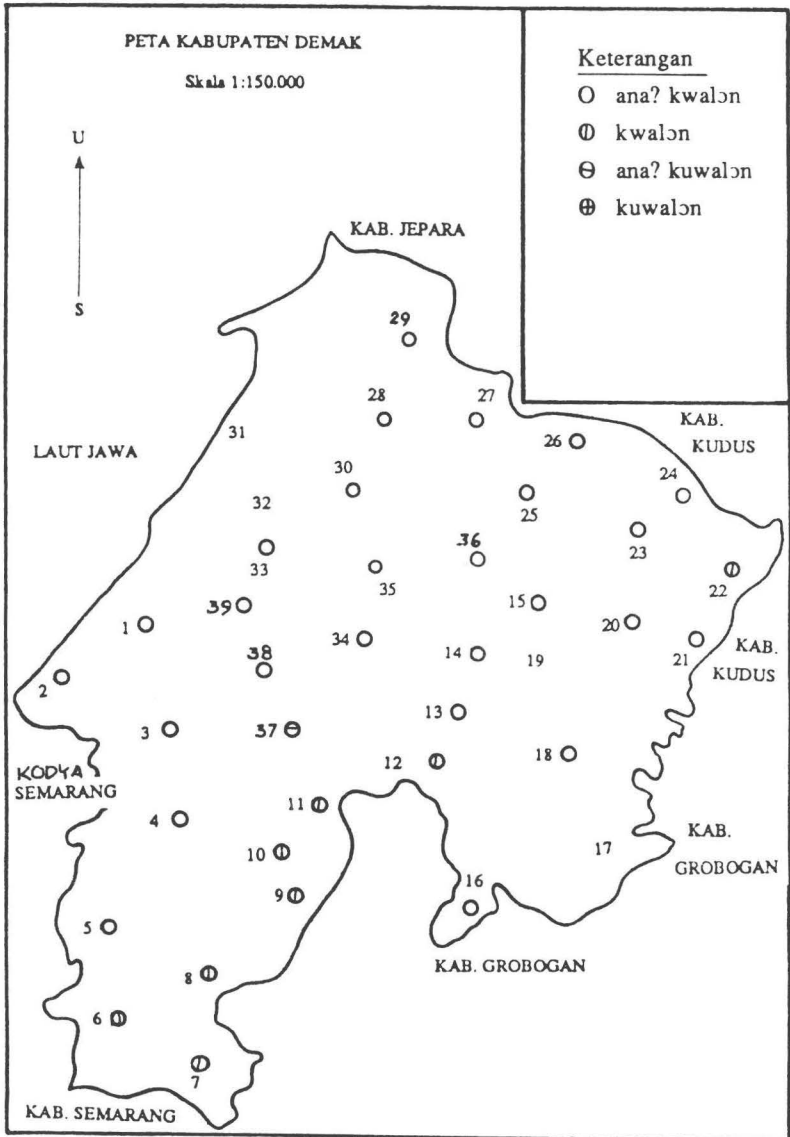 PETA KABUPATEN DEMAK
Skala 1:150.000
Keterangan
ana? kwalɔn
kwalɔn
ana? kuwalɔn
kuwalɔn
U
S
KAB. JEPARA
29
28
27
31
26
KAB.
KUDUS
LAUT JAWA
30
24
32
25
23
36
33
35
22
39
15
1
20
34
14
19
21
KAB.
KUDUS
38
2
13
3
37
18
12
KODYA
SEMARANG
11
4
17
KAB.
GROBOGAN
10
9
16
5
KAB. GROBOGAN
8
6
7
KAB. SEMARANG